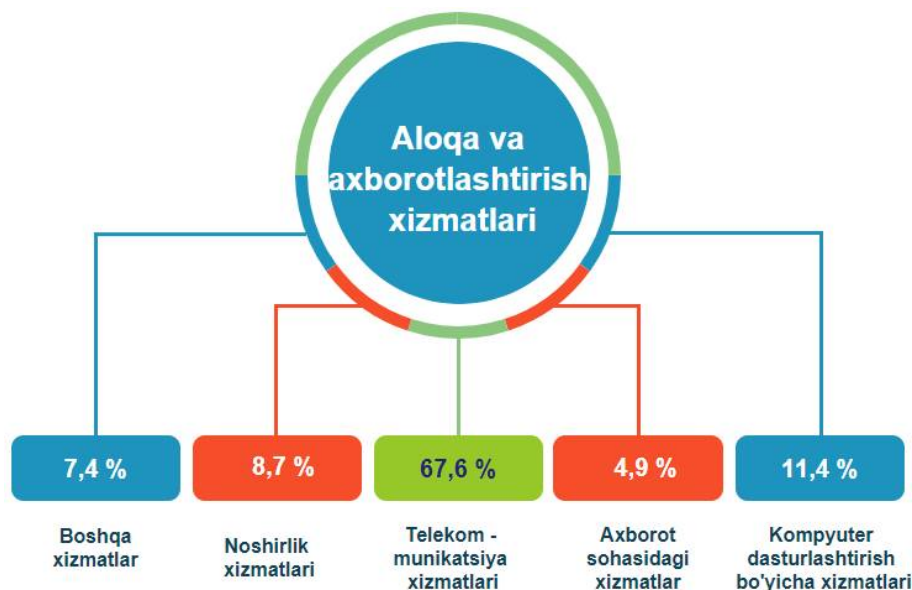 Aloqa va
axborotlashtirish
xizmatlari
7,4 %
8,7 %
67,6 %
4,9 %
11,4 %
Boshqa
xizmatlar
Noshirlik
xizmatlari
Telekom -
munikatsiya
xizmatlari
Axborot
sohasidagi
xizmatlar
Kompyuter
dasturlashtirish
bo'yicha xizmatlari